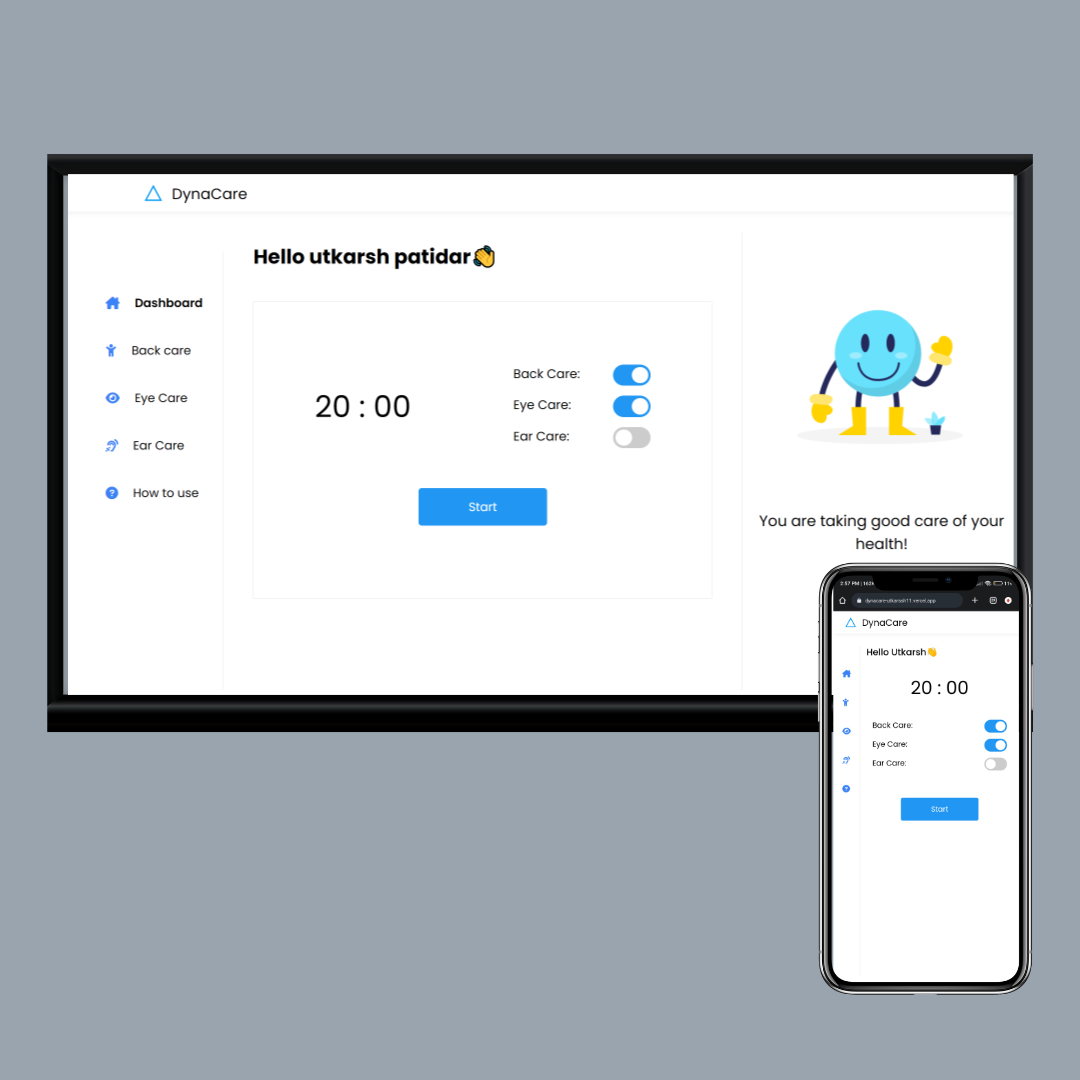 DynaCare
Hello utkarsh patidar👏
Dashboard
Back care
Eye Care
Ear Care
How to use
20 : 00
Back Care:
Eye Care:
Ear Care:
Start
You are taking good care of your
health!
2:57 PM
dynacare-utkarsh11.vercel.app
DynaCare
Hello Utkarsh👏
20 : 00
Back Care:
Eye Care:
Ear Care:
Start